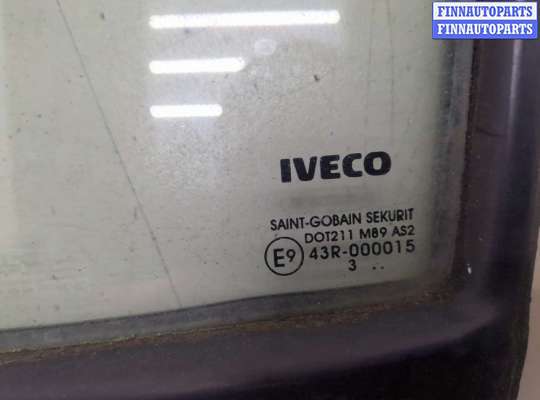 FINNAUTOPARTS
FINNAUTOPARTS
IVECO
SAINT-GOBAIN SEKURIT
DOT211 M89 AS2
E9 43R-000015
3 ..